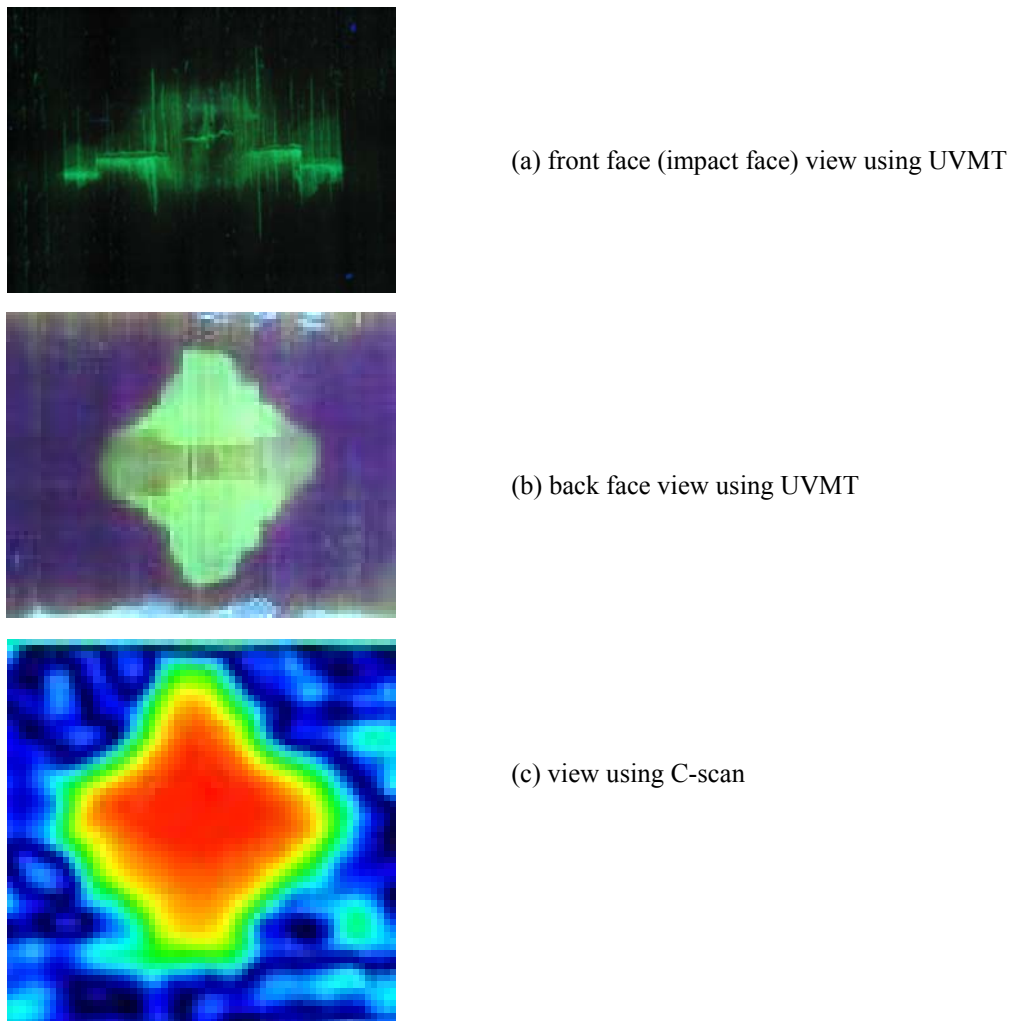 (a) front face (impact face) view using UVMT
(b) back face view using UVMT
(c) view using C-scan